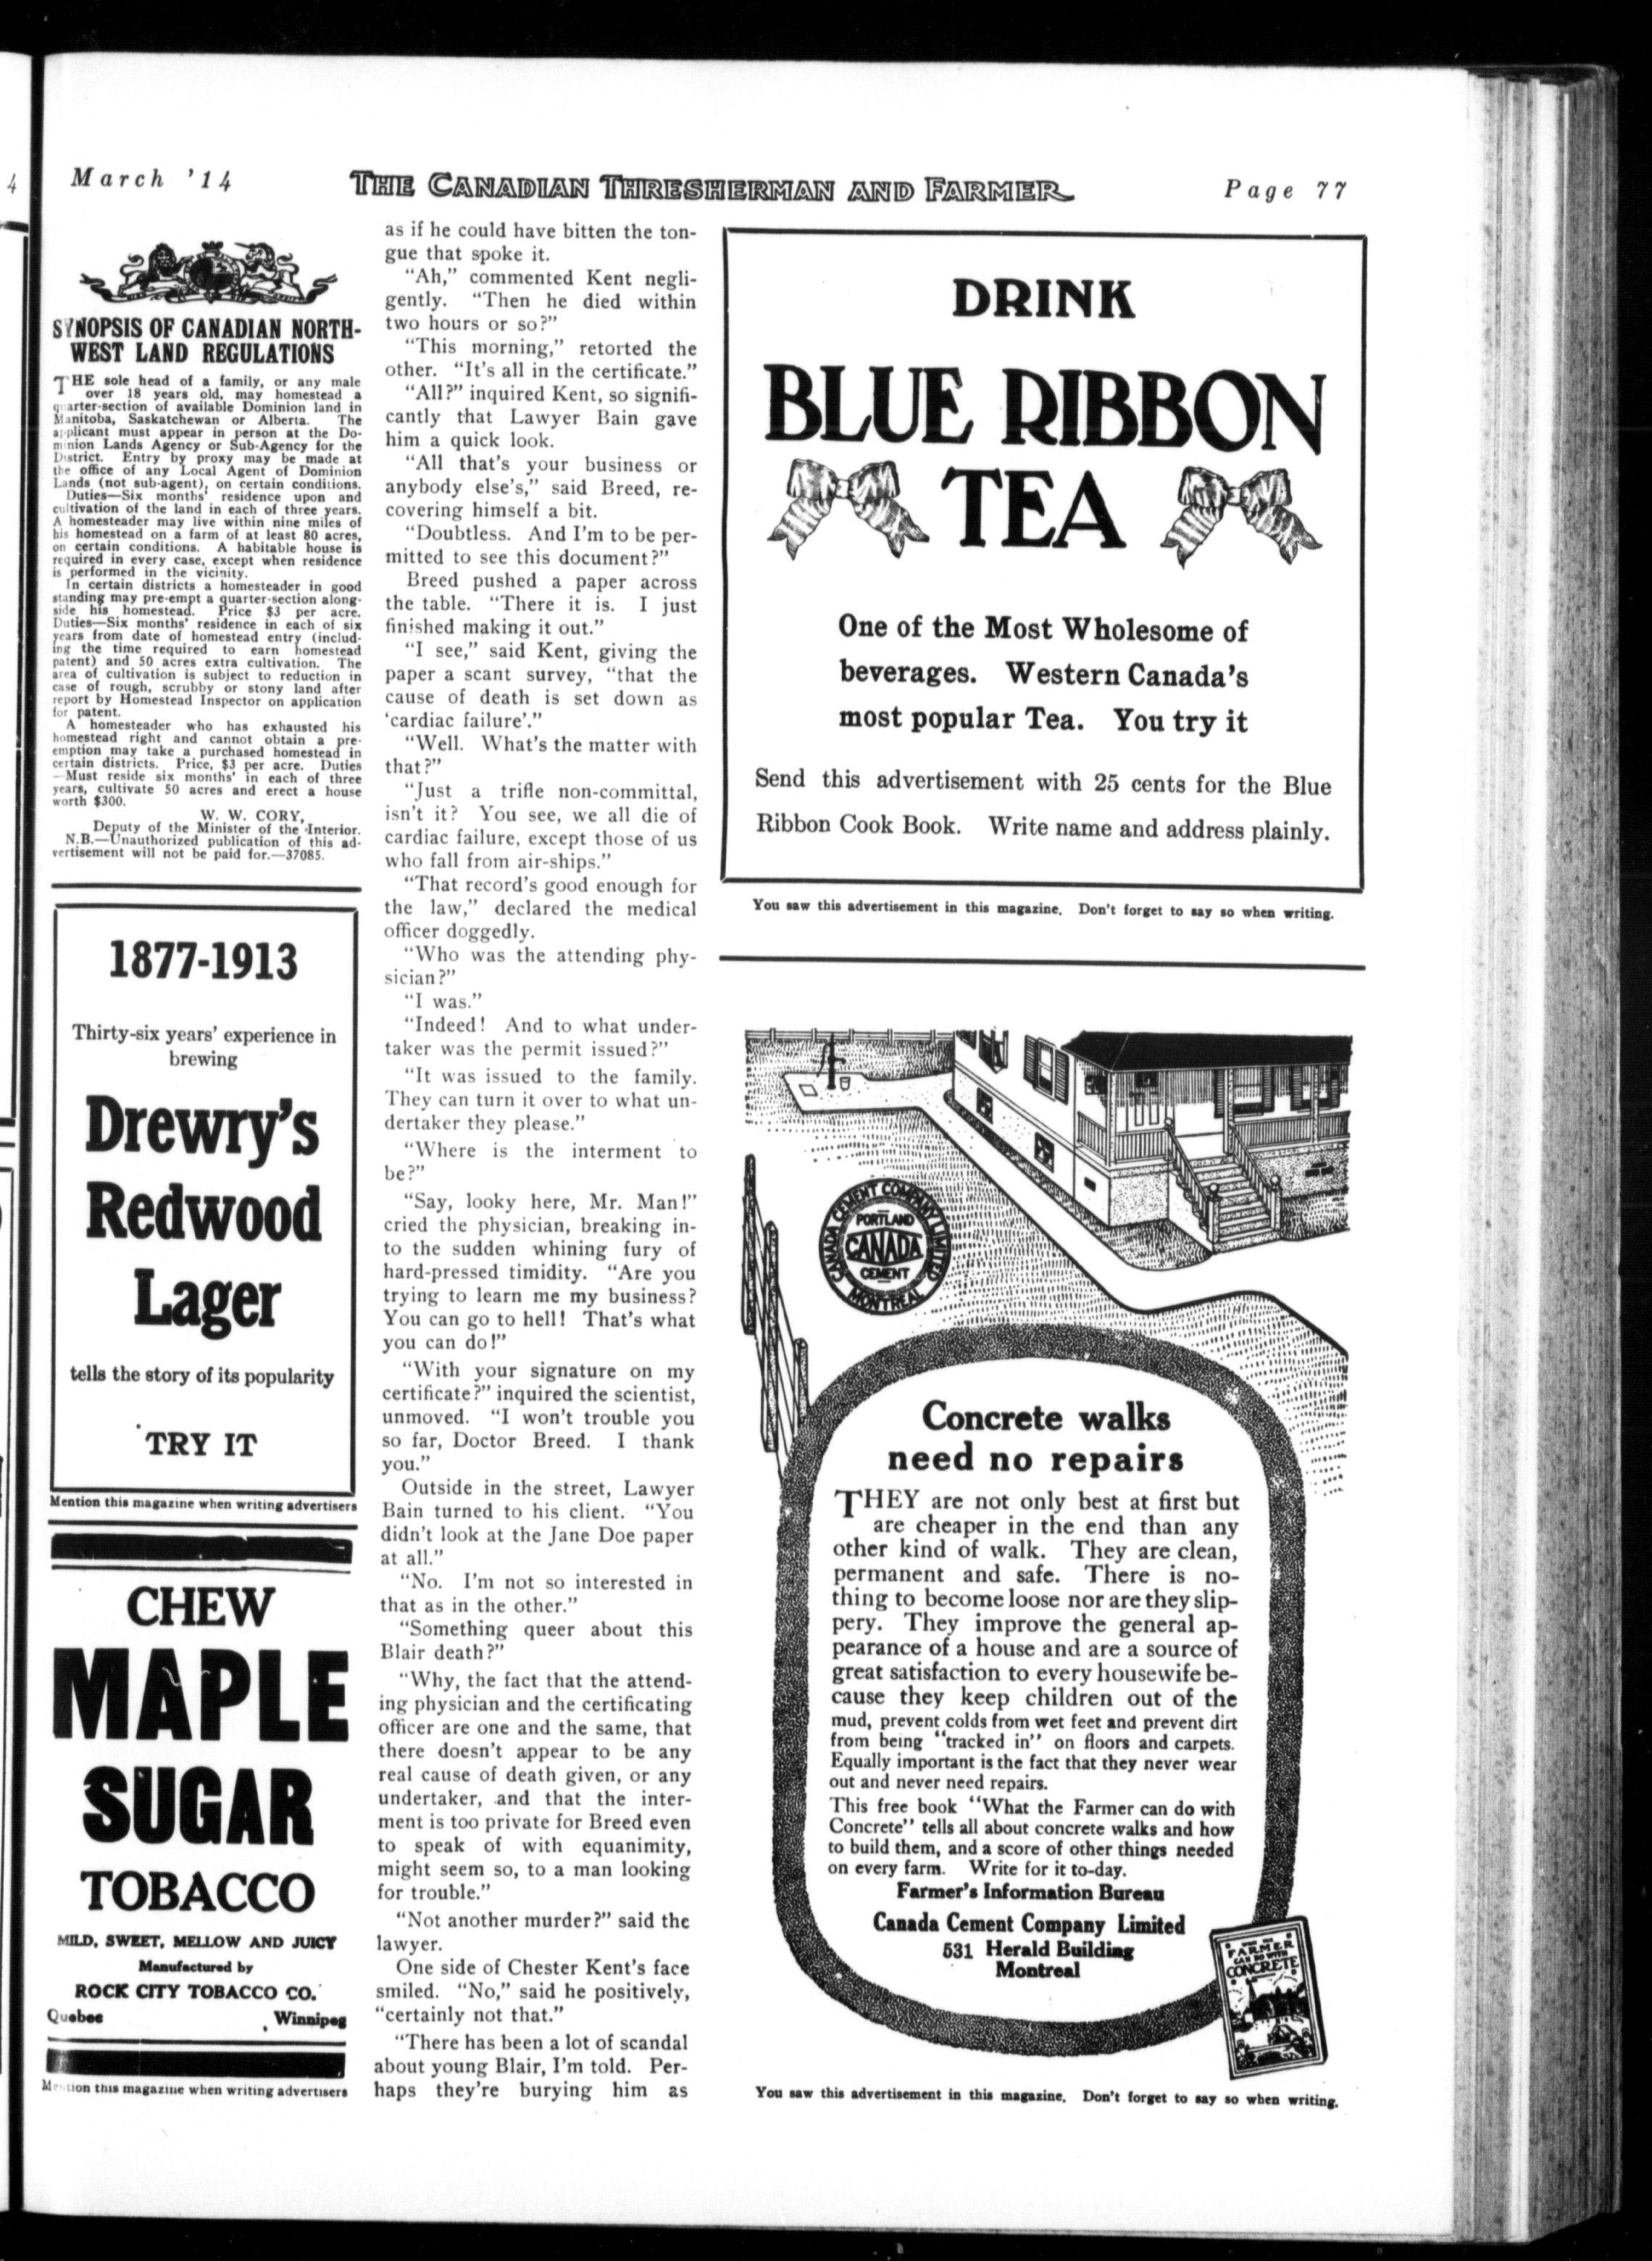 4
March '14
THE CANADIAN THRESHERMAN AND FARMER
Page 77
SYNOPSIS OF CANADIAN NORTH-
WEST LAND REGULATIONS
THE sole head of a family, or any male
over 18 years old, may homestead a
quarter-section of available Dominion land in
Manitoba, Saskatchewan or Alberta. The
applicant must appear in person at the Do-
minion Lands Agency or Sub-Agency for the
District. Entry by proxy may be made at
the office of any Local Agent of Dominion
Lands (not sub-agent), on certain conditions.
Duties—Six months' residence upon and
cultivation of the land in each of three years.
A homesteader may live within nine miles of
his homestead on a farm of at least 80 acres,
on certain conditions. A habitable house is
required in every case, except when residence
is performed in the vicinity.
In certain districts a homesteader in good
standing may pre-empt a quarter-section along-
side his homestead. Price $3 per acre.
Duties—Six months' residence in each of six
years from date of homestead entry (includ-
ing the time required to earn homestead
patent) and 50 acres extra cultivation. The
area of cultivation is subject to reduction in
case of rough, scrubby or stony land after
report by Homestead Inspector on application
for patent.
A homesteader who has exhausted his
homestead right and cannot obtain a pre-
emption may take a purchased homestead in
certain districts. Price, $3 per acre. Duties
—Must reside six months' in each of three
years, cultivate 50 acres and erect a house
worth $300.
W. W. CORY,
Deputy of the Minister of the Interior.
N.B.—Unauthorized publication of this ad-
vertisement will not be paid for.—37085.
1877-1913
Thirty-six years' experience in
brewing
Drewry's
Redwood
Lager
tells the story of its popularity
TRY IT
Mention this magazine when writing advertisers
CHEW
MAPLE
SUGAR
TOBACCO
MILD, SWEET, MELLOW AND JUICY
Manufactured by
ROCK CITY TOBACCO CO.
Quebec Winnipeg
Mention this magazine when writing advertisers
as if he could have bitten the ton-
gue that spoke it.
"Ah," commented Kent negli-
gently. "Then he died within
two hours or so?"
"This morning," retorted the
other. "It's all in the certificate."
"All?" inquired Kent, so signifi-
cantly that Lawyer Bain gave
him a quick look.
"All that's your business or
anybody else's," said Breed, re-
covering himself a bit.
"Doubtless. And I'm to be per-
mitted to see this document?"
Breed pushed a paper across
the table. "There it is. I just
finished making it out."
"I see," said Kent, giving the
paper a scant survey, "that the
cause of death is set down as
'cardiac failure'."
"Well. What's the matter with
that?"
"Just a trifle non-committal,
isn't it? You see, we all die of
cardiac failure, except those of us
who fall from air-ships."
"That record's good enough for
the law," declared the medical
officer doggedly.
"Who was the attending phy-
sician?"
"I was."
"Indeed! And to what under-
taker was the permit issued?"
"It was issued to the family.
They can turn it over to what un-
dertaker they please."
"Where is the interment to
be?"
"Say, looky here, Mr. Man!"
cried the physician, breaking in-
to the sudden whining fury of
hard-pressed timidity. "Are you
trying to learn me my business?
You can go to hell! That's what
you can do!"
"With your signature on my
certificate?" inquired the scientist,
unmoved. "I won't trouble you
so far, Doctor Breed. I thank
you."
Outside in the street, Lawyer
Bain turned to his client. "You
didn't look at the Jane Doe paper
at all."
"No. I'm not so interested in
that as in the other."
"Something queer about this
Blair death?"
"Why, the fact that the attend-
ing physician and the certificating
officer are one and the same, that
there doesn't appear to be any
real cause of death given, or any
undertaker, and that the inter-
ment is too private for Breed even
to speak of with equanimity,
might seem so, to a man looking
for trouble."
"Not another murder?" said the
lawyer.
One side of Chester Kent's face
smiled. "No," said he positively,
"certainly not that."
"There has been a lot of scandal
about young Blair, I'm told. Per-
haps they're burying him as
DRINK
BLUE RIBBON
TEA
One of the Most Wholesome of
beverages. Western Canada's
most popular Tea. You try it
Send this advertisement with 25 cents for the Blue
Ribbon Cook Book. Write name and address plainly.
You saw this advertisement in this magazine. Don't forget to say so when writing.
CANADA CEMENT COMPANY LIMITED
PORTLAND
CANADA
CEMENT
MONTREAL
Concrete walks
need no repairs
THEY are not only best at first but
are cheaper in the end than any
other kind of walk. They are clean,
permanent and safe. There is no-
thing to become loose nor are they slip-
pery. They improve the general ap-
pearance of a house and are a source of
great satisfaction to every housewife be-
cause they keep children out of the
mud, prevent colds from wet feet and prevent dirt
from being "tracked in" on floors and carpets.
Equally important is the fact that they never wear
out and never need repairs.
This free book "What the Farmer can do with
Concrete" tells all about concrete walks and how
to build them, and a score of other things needed
on every farm. Write for it to-day.
Farmer's Information Bureau
Canada Cement Company Limited
531 Herald Building
Montreal
WHAT THE
FARMER
CAN DO WITH
CONCRETE
You saw this advertisement in this magazine. Don't forget to say so when writing.